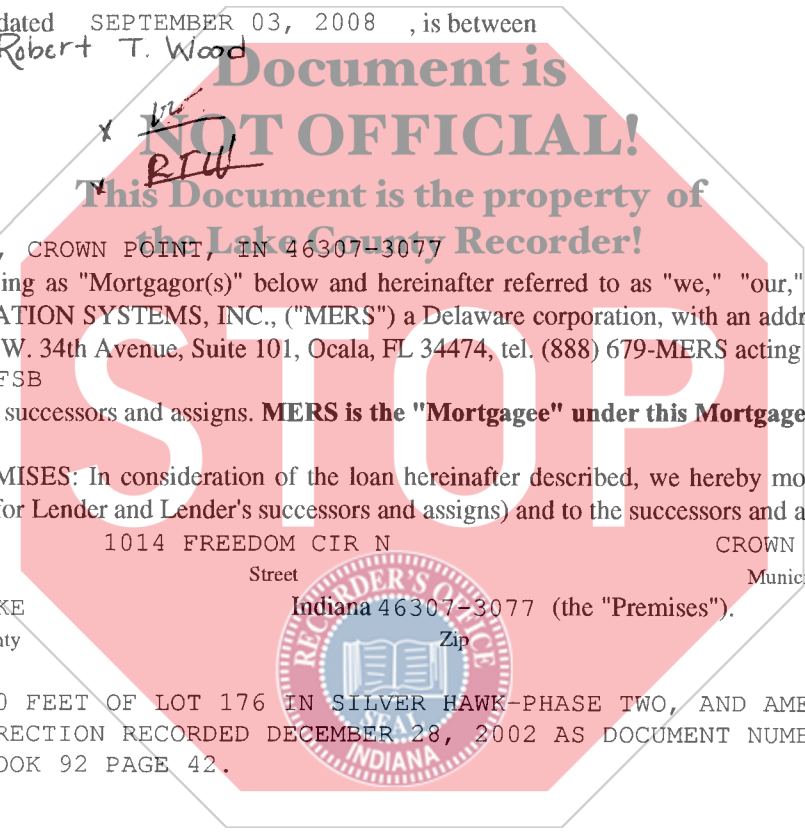 dated SEPTEMBER 03, 2008 , is between
Robert T. Wood
Document is
NOT OFFICIAL!
x
x RTW
This Document is the property of
the Lake County Recorder!
, CROWN POINT, IN 46307-3077
ing as "Mortgagor(s)" below and hereinafter referred to as "we," "our,"
ATION SYSTEMS, INC., ("MERS") a Delaware corporation, with an addr
W. 34th Avenue, Suite 101, Ocala, FL 34474, tel. (888) 679-MERS acting
FSB
successors and assigns. MERS is the "Mortgagee" under this Mortgage
STOP
MISES: In consideration of the loan hereinafter described, we hereby mo
for Lender and Lender's successors and assigns) and to the successors and a
1014 FREEDOM CIR N CROWN
Street Munic
KE Indiana 46307-3077 (the "Premises").
nty Zip
RECORDER'S OFFICE
SEAL
INDIANA
0 FEET OF LOT 176 IN SILVER HAWK-PHASE TWO, AND AME
RECTION RECORDED DECEMBER 28, 2002 AS DOCUMENT NUME
OOK 92 PAGE 42.